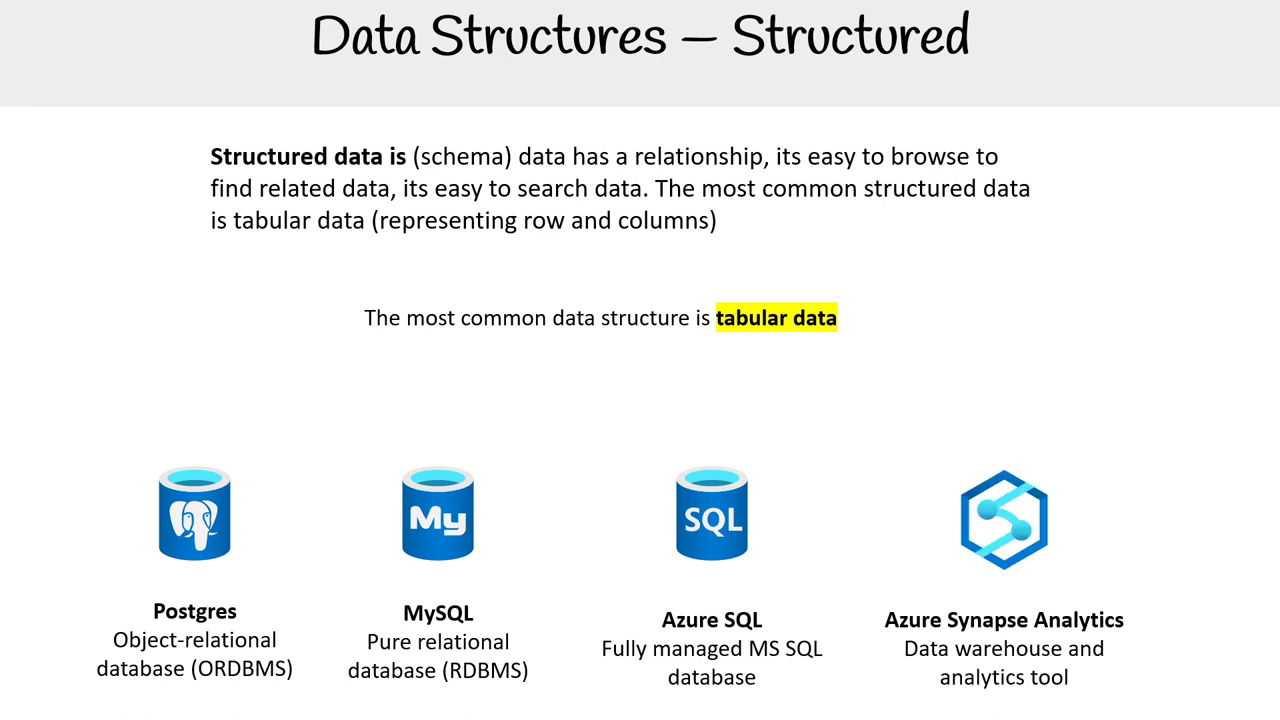 Data Structures — Structured
Structured data is (schema) data has a relationship, its easy to browse to
find related data, its easy to search data. The most common structured data
is tabular data (representing row and columns)
The most common data structure is tabular data
My
SQL
Postgres
Object-relational
database (ORDBMS)
MySQL
Pure relational
database (RDBMS)
Azure SQL
Fully managed MS SQL
database
Azure Synapse Analytics
Data warehouse and
analytics tool